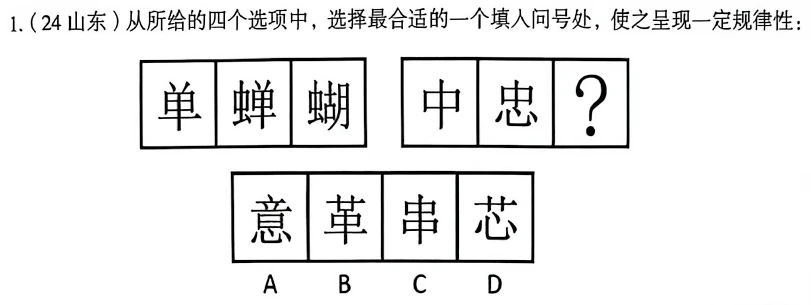 1.(24 山东)从所给的四个选项中，选择最合适的一个填入问号处，使之呈现一定规律性：
单 蝉 蝴 中 忠 ?
意 革 串 芯
A B C D